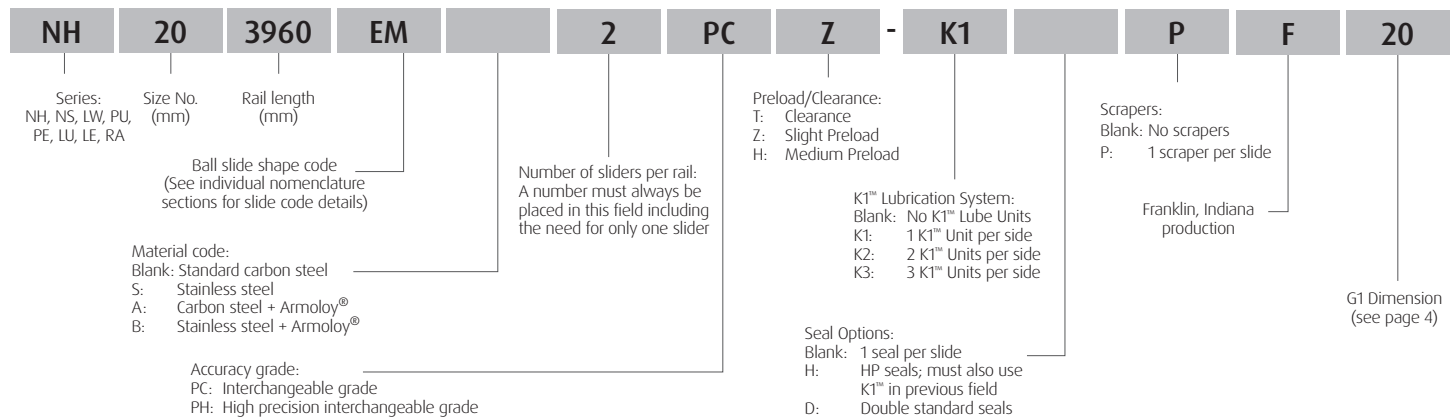 NH 20 3960 EM 2 PC Z - K1 P F 20
Series:
NH, NS, LW, PU,
PE, LU, LE, RA
Size No.
(mm)
Rail length
(mm)
Ball slide shape code
(See individual nomenclature
sections for slide code details)
Material code:
Blank: Standard carbon steel
S: Stainless steel
A: Carbon steel + Armoloy®
B: Stainless steel + Armoloy®
Accuracy grade:
PC: Interchangeable grade
PH: High precision interchangeable grade
Number of sliders per rail:
A number must always be
placed in this field including
the need for only one slider
Preload/Clearance:
T: Clearance
Z: Slight Preload
H: Medium Preload
K1™ Lubrication System:
Blank: No K1™ Lube Units
K1: 1 K1™ Unit per side
K2: 2 K1™ Units per side
K3: 3 K1™ Units per side
Seal Options:
Blank: 1 seal per slide
H: HP seals; must also use
K1™ in previous field
D: Double standard seals
Scrapers:
Blank: No scrapers
P: 1 scraper per slide
Franklin, Indiana
production
G1 Dimension
(see page 4)